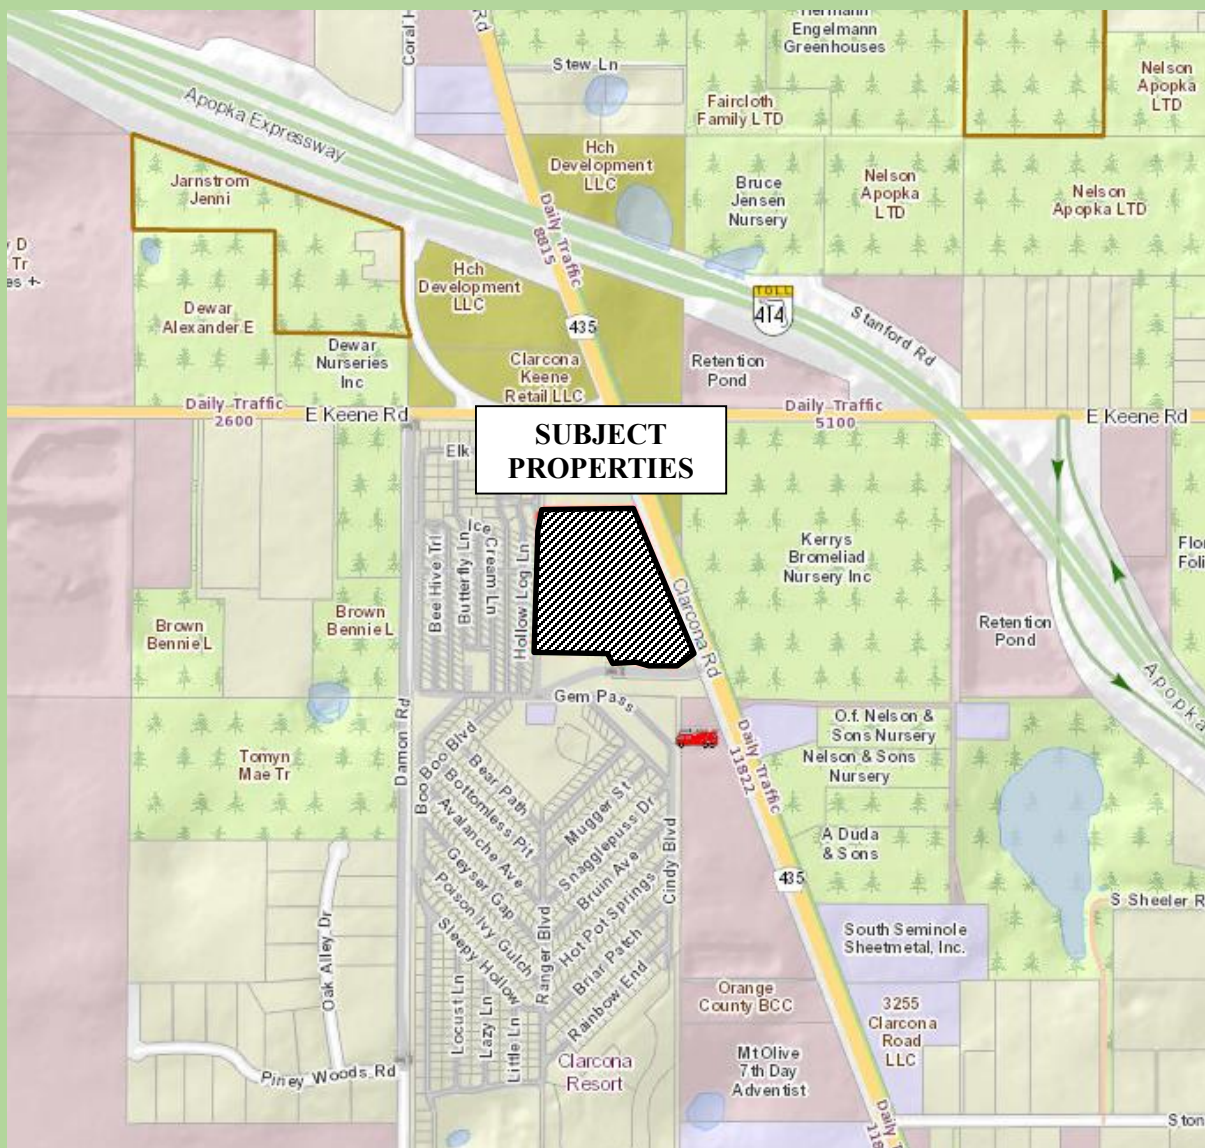 Rd
Coral H
Hermann
Engelmann
Greenhouses
Stew Ln
Nelson
Apopka
LTD
Apopka Expressway
Faircloth
Family LTD
Hch
Development
LLC
Jarnstrom
Jenni
Bruce
Jensen
Nursery
Nelson
Apopka
LTD
Nelson
Apopka LTD
Daily Traffic
8815
y D
Tr
es +-
Hch
Development
LLC
TOLL
414
Dewar
Alexander E
435
Stanford Rd
Dewar
Nurseries
Inc
Clarcona
Keene
Retail LLC
Retention
Pond
Daily Traffic
2600
E Keene Rd
Daily Traffic
5100
E Keene Rd
SUBJECT
PROPERTIES
Elk
Bee Hive Trl
Butterfly Ln
Ice Cream Ln
Hollow Log Ln
Kerrys
Bromeliad
Nursery Inc
Flor
Foli
Clarcona Rd
Brown
Bennie L
Brown
Bennie L
Retention
Pond
Apopka
Gem Pass
Damon Rd
O.f. Nelson &
Sons Nursery
Daily Traffic
11822
Nelson & Sons
Nursery
Tomyn
Mae Tr
Boo Boo Blvd
Bear Path
Bottomless Pit
Avalanche Ave
Geyser Gap
Poison Ivy Gulch
Sleepy Hollow
Mugger St
Snagglepuss Dr
Bruin Ave
Hot Pot Springs
Briar Patch
Rainbow End
Ranger Blvd
Cindy Blvd
A Duda
& Sons
435
S Sheeler R
South Seminole
Sheetmetal, Inc.
Oak Alley Dr
Locust Ln
Lazy Ln
Little Ln
Orange
County BCC
3255
Clarcona
Road
LLC
Piney Woods Rd
Clarcona
Resort
Mt Olive
7th Day
Adventist
Daily T
118
Ston